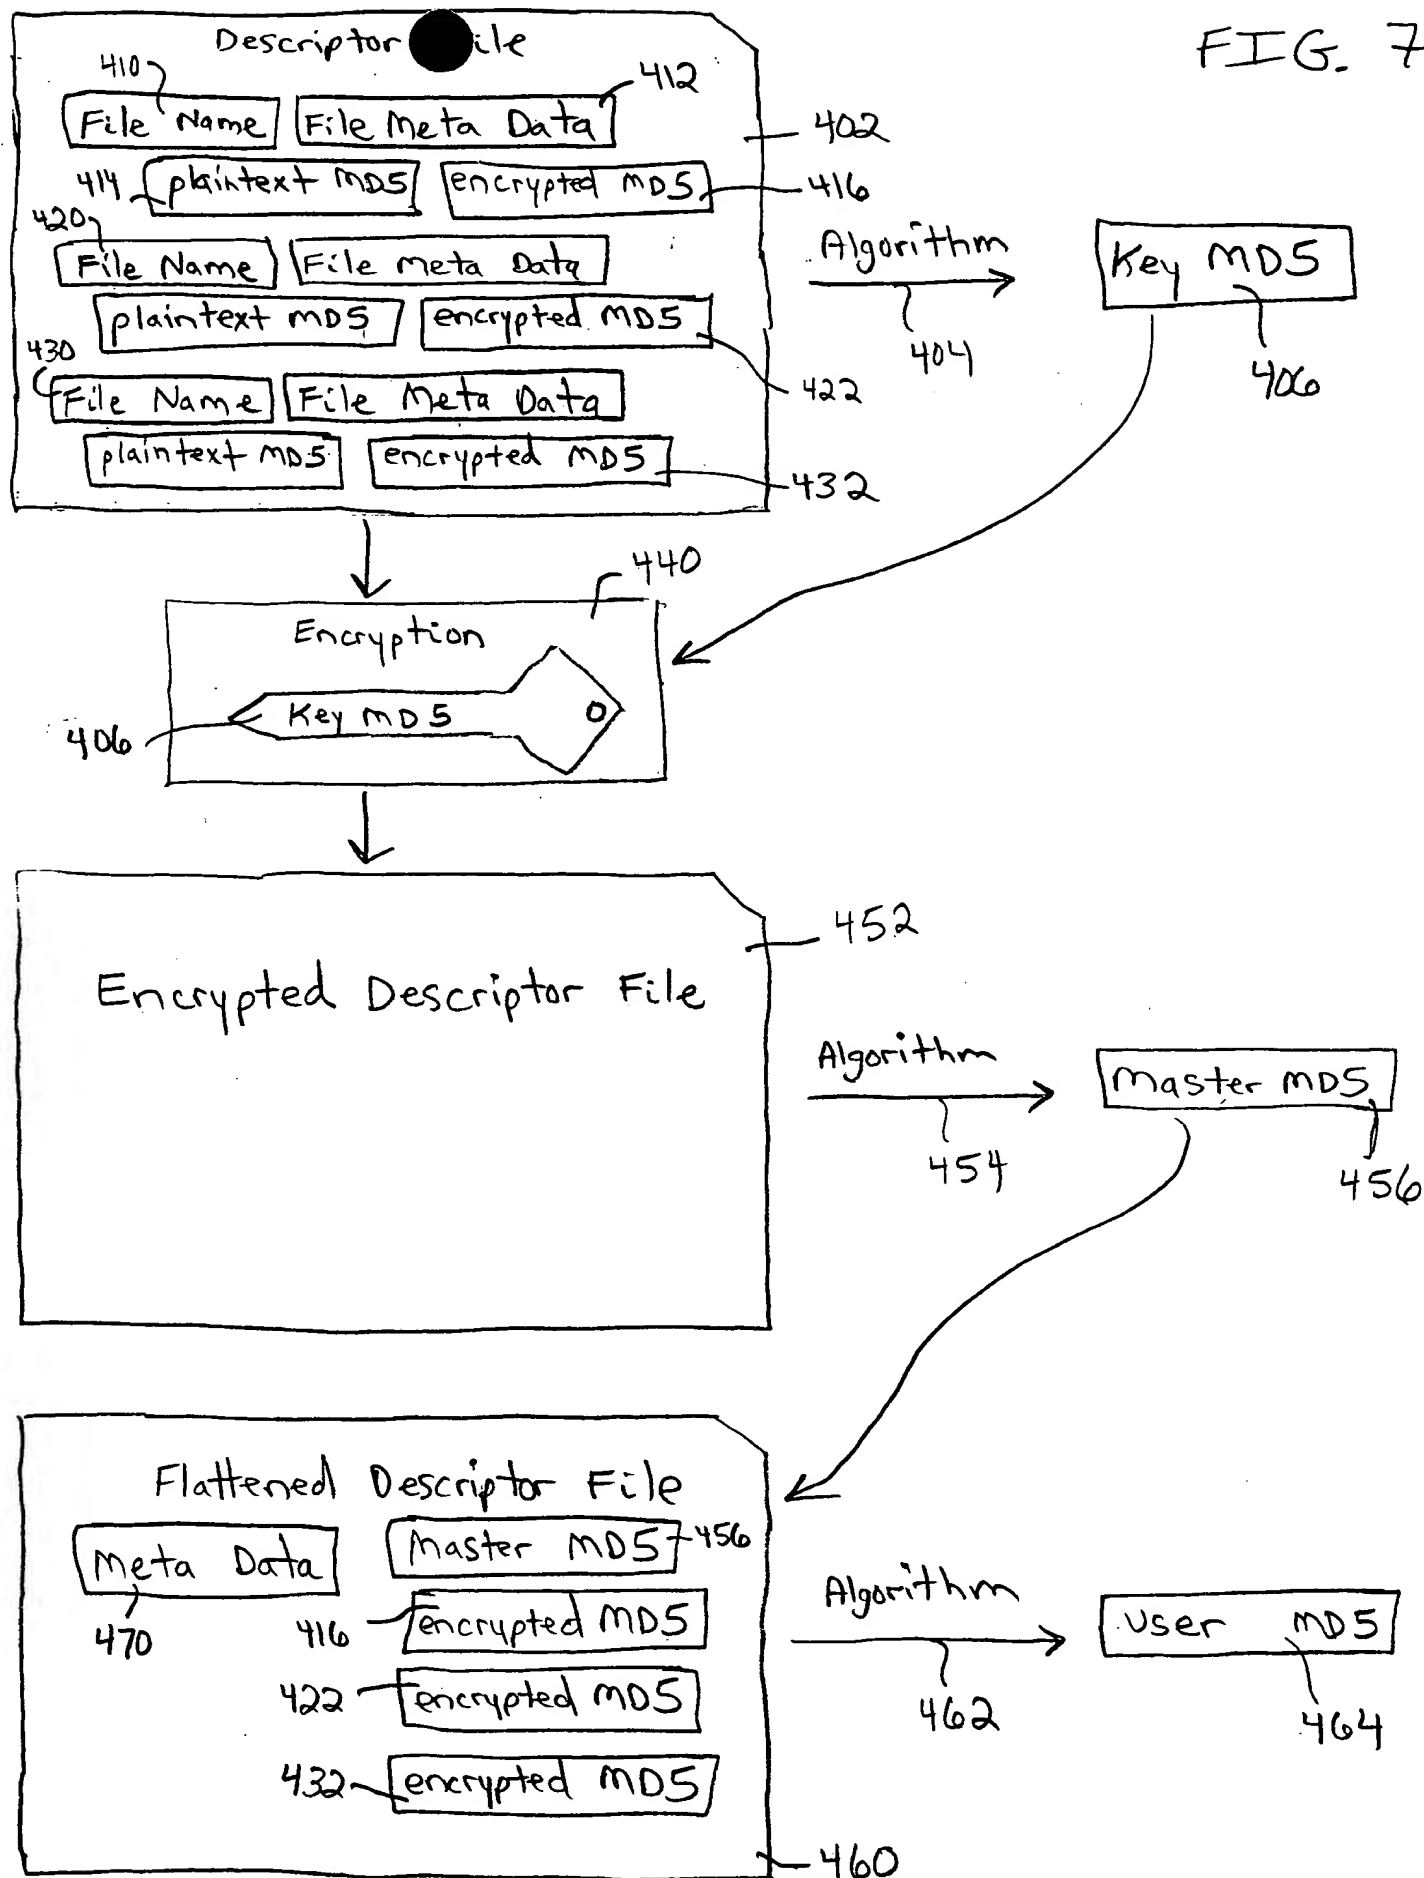 FIG. 7
Descriptor ile
410
412
File Name File Meta Data
402
414 plaintext MD5 encrypted MD5 416
420
File Name File Meta Data
Algorithm
Key MD5
plaintext MD5 encrypted MD5
404
406
430
422
File Name File Meta Data
plaintext MD5 encrypted MD5
432
440
Encryption
Key MD5
406
452
Encrypted Descriptor File
Algorithm
Master MD5
454
456
Flattened Descriptor File
Meta Data Master MD5 456
470
416 encrypted MD5
Algorithm
User MD5
422 encrypted MD5
462
464
432 encrypted MD5
460